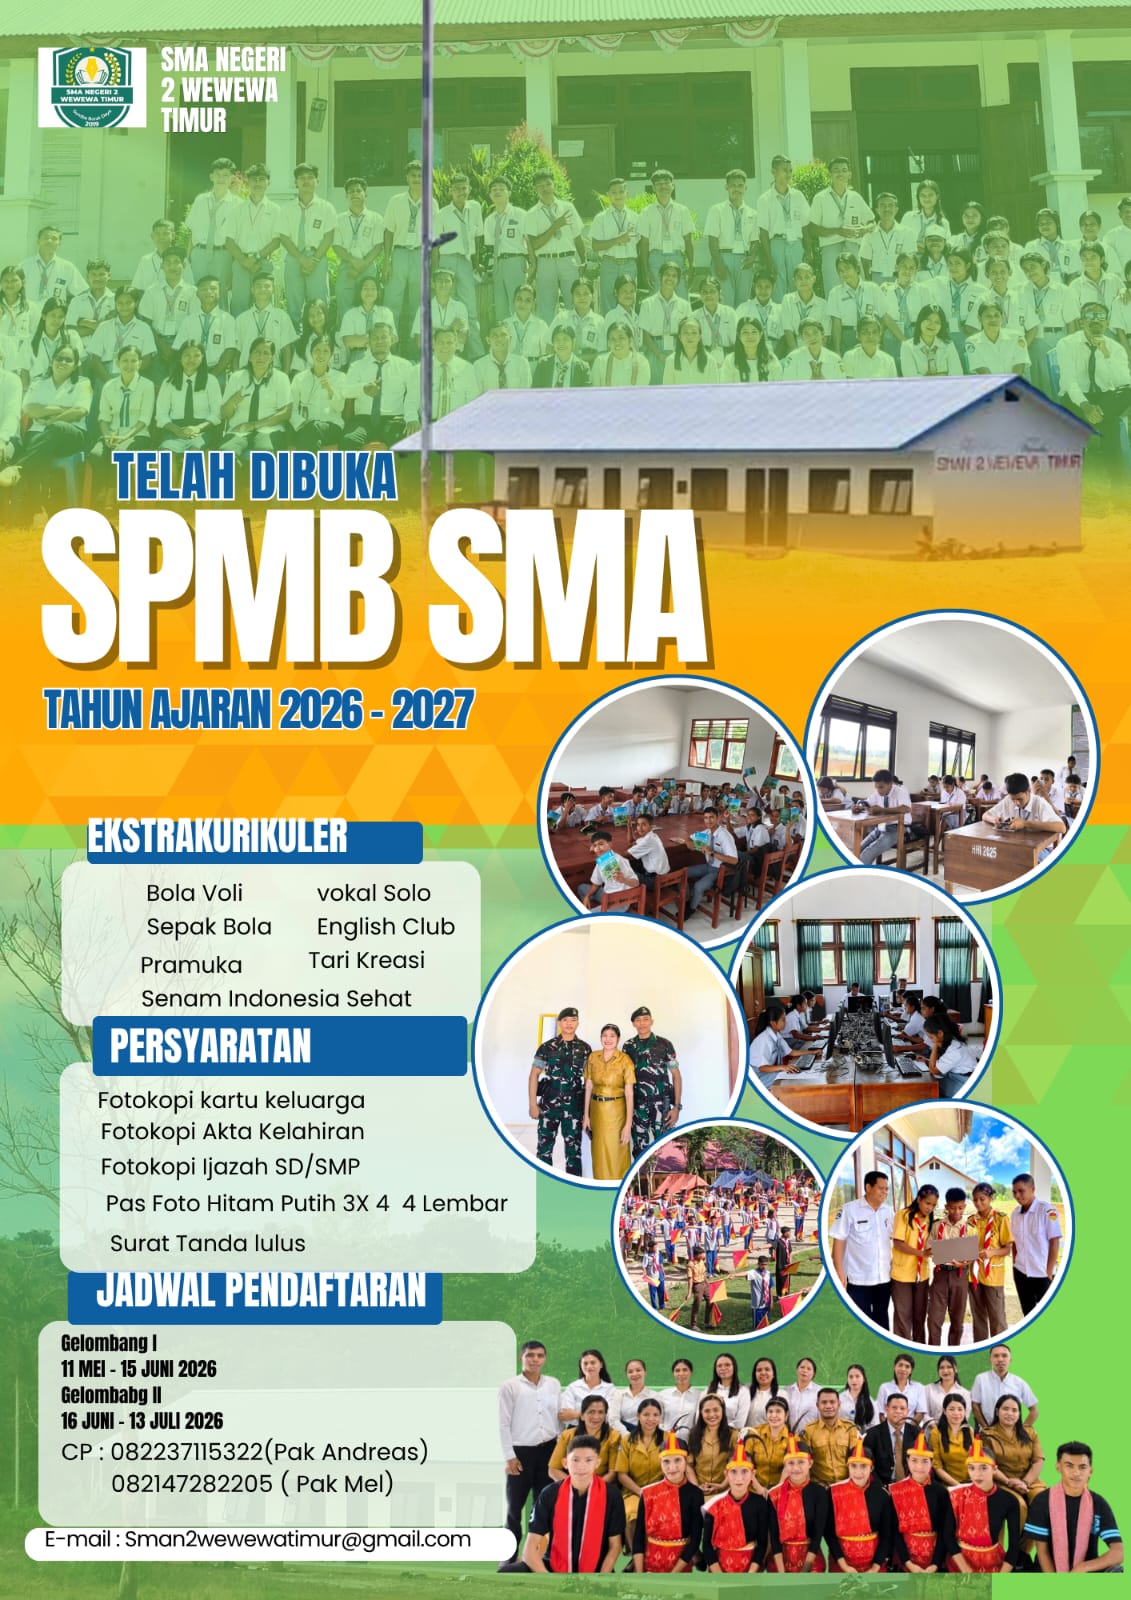 SMA NEGERI 2
WEWEWA TIMUR
Sumba Barat Daya
2019
SMA NEGERI
2 WEWEWA
TIMUR
SMAN 2 WEWEWA TIMUR
TELAH DIBUKA
SPMB SMA
TAHUN AJARAN 2026 - 2027
EKSTRAKURIKULER
Bola Voli vokal Solo
Sepak Bola English Club
Pramuka Tari Kreasi
Senam Indonesia Sehat
PERSYARATAN
Fotokopi kartu keluarga
Fotokopi Akta Kelahiran
Fotokopi Ijazah SD/SMP
Pas Foto Hitam Putih 3X 4 4 Lembar
Surat Tanda lulus
JADWAL PENDAFTARAN
Gelombang I
11 MEI - 15 JUNI 2026
Gelombabg II
16 JUNI - 13 JULI 2026
CP : 082237115322(Pak Andreas)
082147282205 ( Pak Mel)
E-mail : Sman2wewewatimur@gmail.com